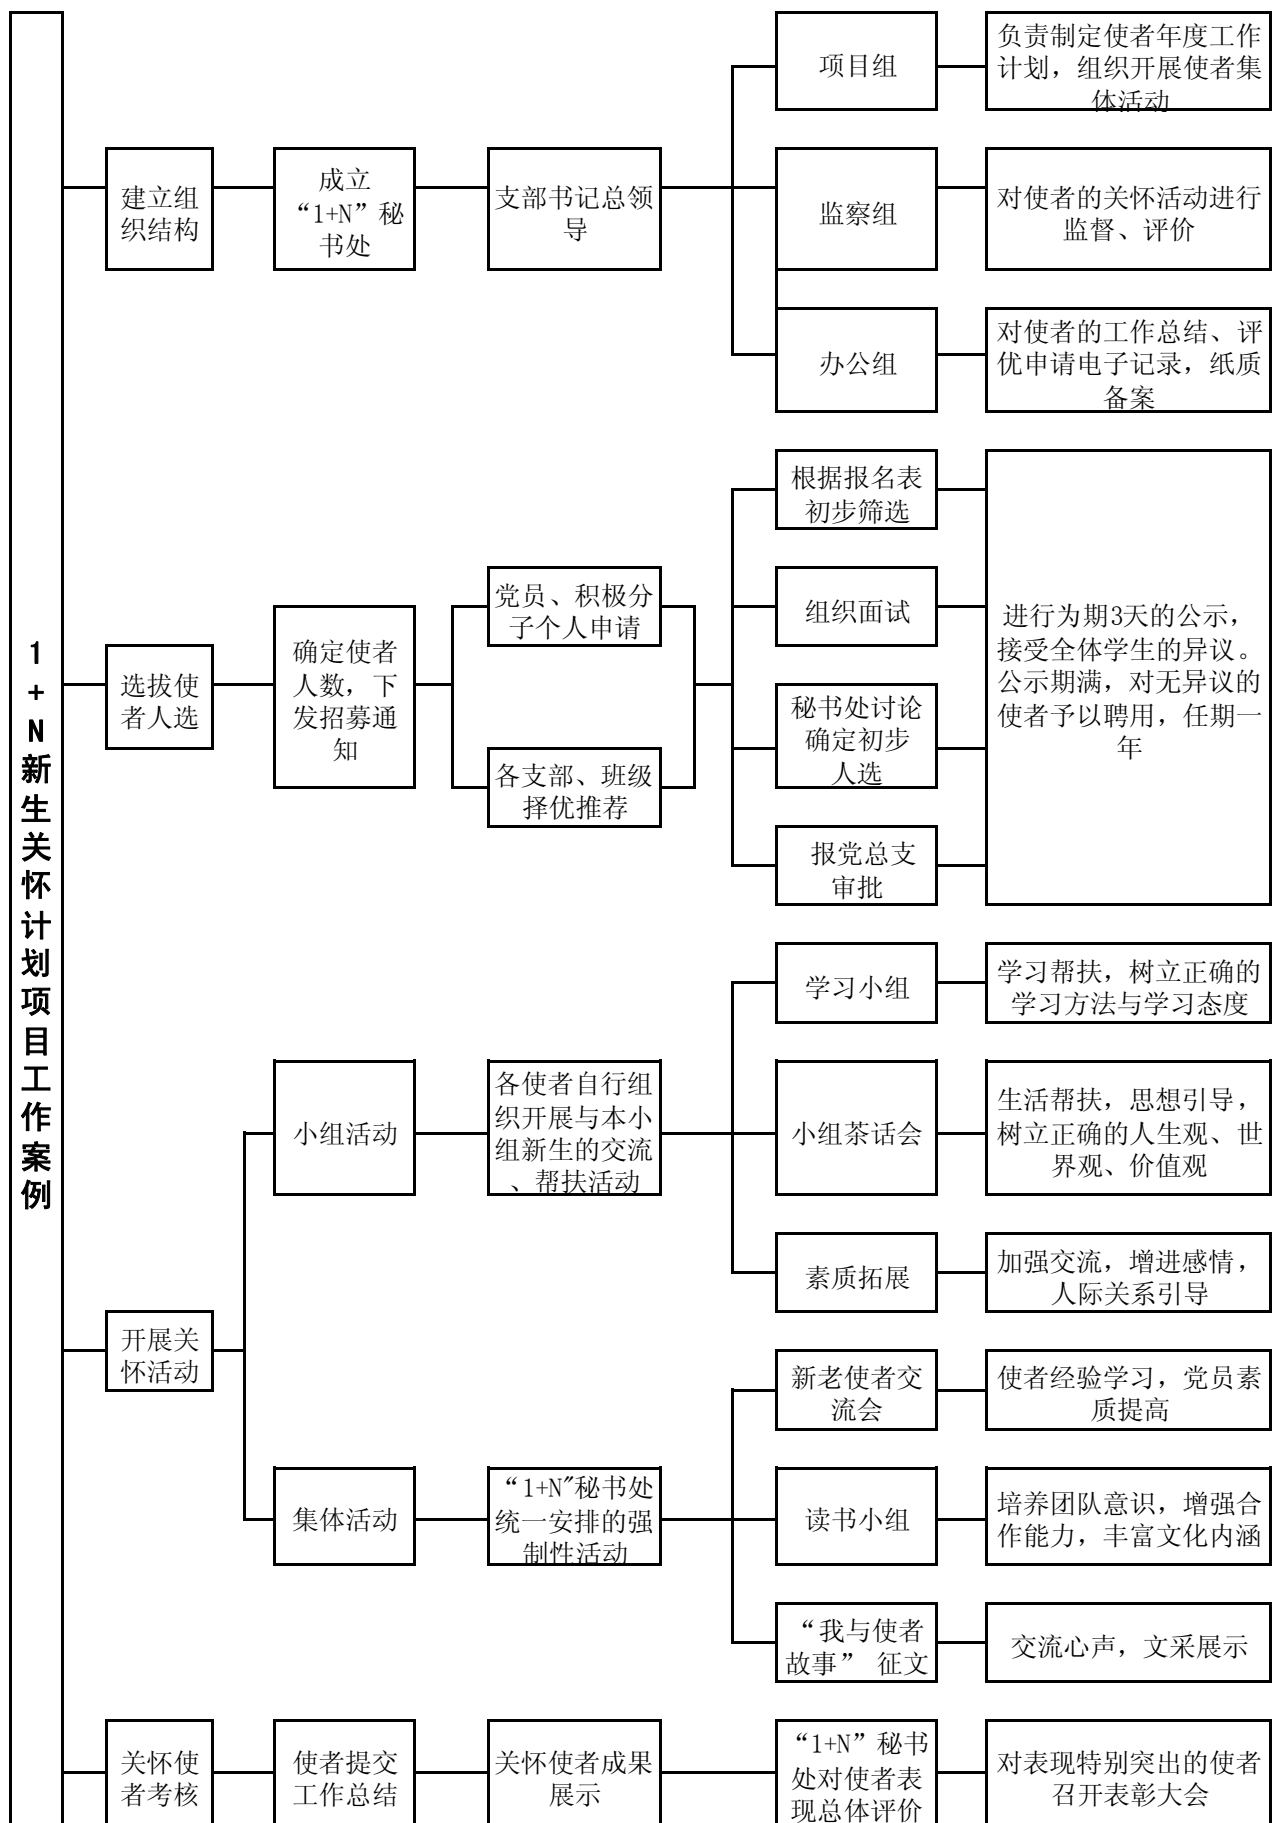 1+N新生关怀计划项目工作案例
建立组
织结构
成立
“1+N”秘
书处
支部书记总领
导
项目组
负责制定使者年度工作
计划，组织开展使者集
体活动
监察组
对使者的关怀活动进行
监督、评价
办公组
对使者的工作总结、评
优申请电子记录，纸质
备案
选拔使
者人选
确定使者
人数，下
发招募通
知
党员、积极分
子个人申请
各支部、班级
择优推荐
根据报名表
初步筛选
组织面试
秘书处讨论
确定初步
人选
报党总支
审批
进行为期3天的公示，
接受全体学生的异议。
公示期满，对无异议的
使者予以聘用，任期一
年
开展关
怀活动
小组活动
各使者自行组
织开展与本小
组新生的交流
、帮扶活动
学习小组
学习帮扶，树立正确的
学习方法与学习态度
小组茶话会
生活帮扶，思想引导，
树立正确的人生观、世
界观、价值观
素质拓展
加强交流，增进感情，
人际关系引导
集体活动
“1+N"秘书处
统一安排的强
制性活动
新老使者交
流会
使者经验学习，党员素
质提高
读书小组
培养团队意识，增强合
作能力，丰富文化内涵
“我与使者
故事” 征文
交流心声，文采展示
关怀使
者考核
使者提交
工作总结
关怀使者成果
展示
“1+N”秘书
处对使者表
现总体评价
对表现特别突出的使者
召开表彰大会